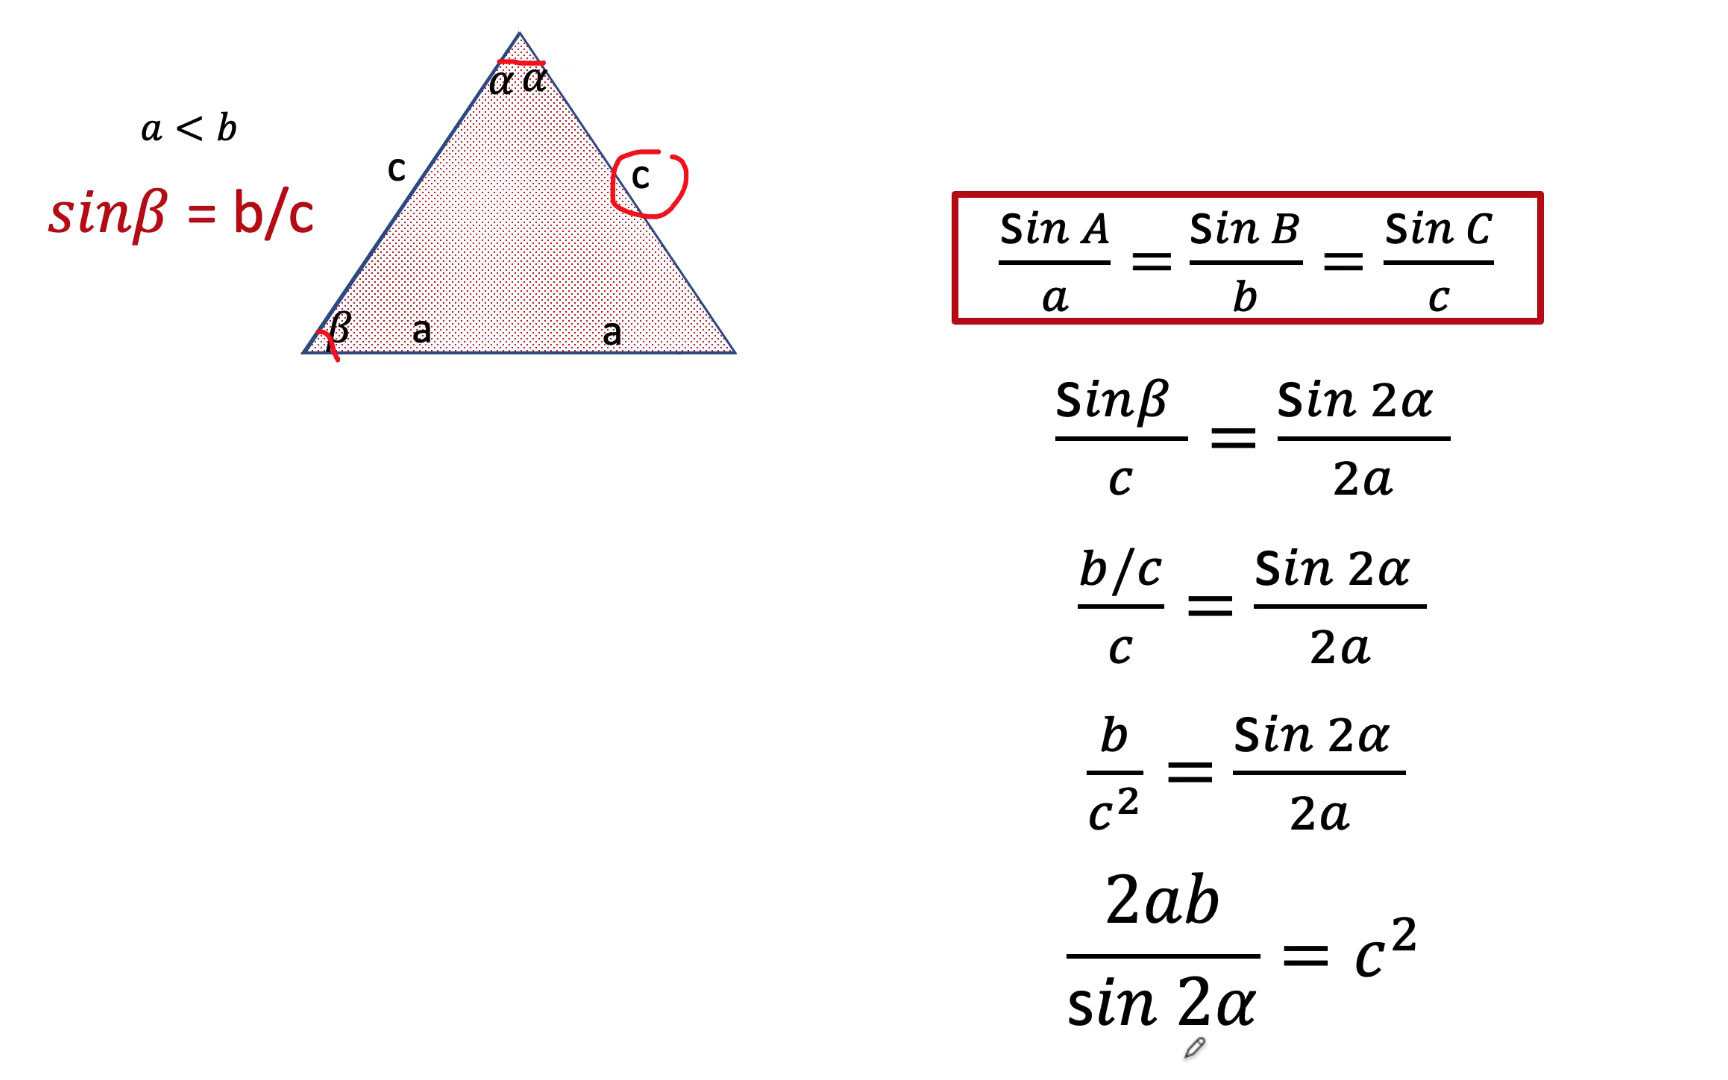 α α
a < b
c
c
sinβ = b/c
β
a
a
Sin A / a = Sin B / b = Sin C / c
Sinβ / c = Sin 2α / 2a
b/c / c = Sin 2α / 2a
b / c² = Sin 2α / 2a
2ab / sin 2α = c²